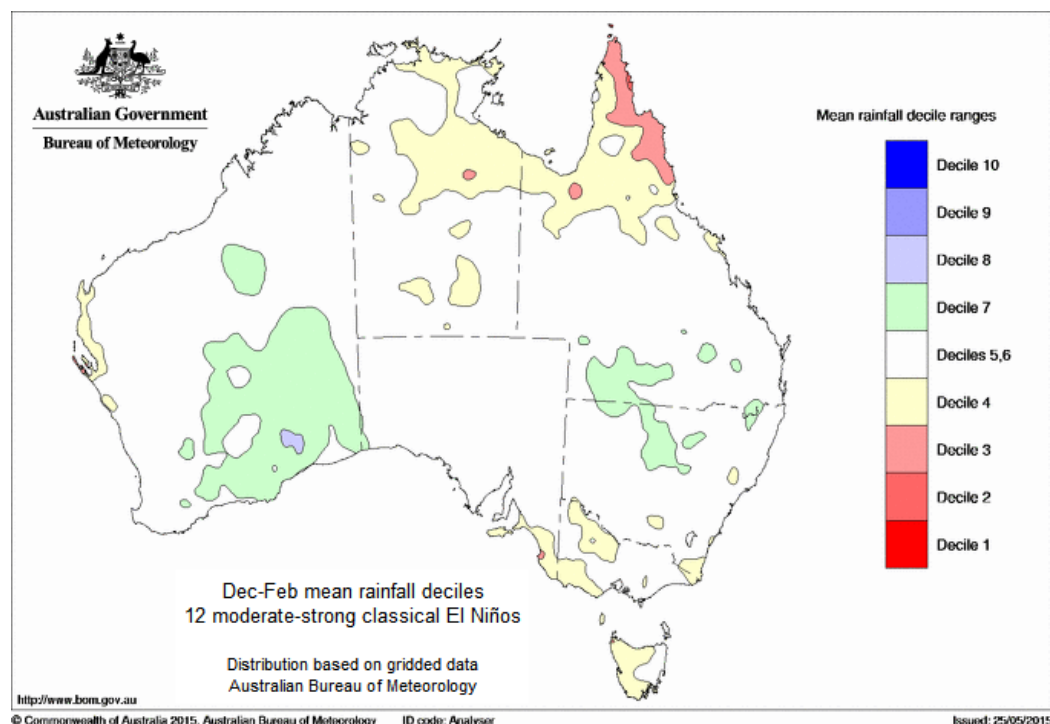 Australian Government
Bureau of Meteorology
Mean rainfall decile ranges
Decile 10
Decile 9
Decile 8
Decile 7
Deciles 5,6
Decile 4
Decile 3
Decile 2
Decile 1
Dec-Feb mean rainfall deciles
12 moderate-strong classical El Niños
Distribution based on gridded data
Australian Bureau of Meteorology
http://www.bom.gov.au
© Commonwealth of Australia 2015, Australian Bureau of Meteorology ID code: Analyser Issued: 25/05/2015